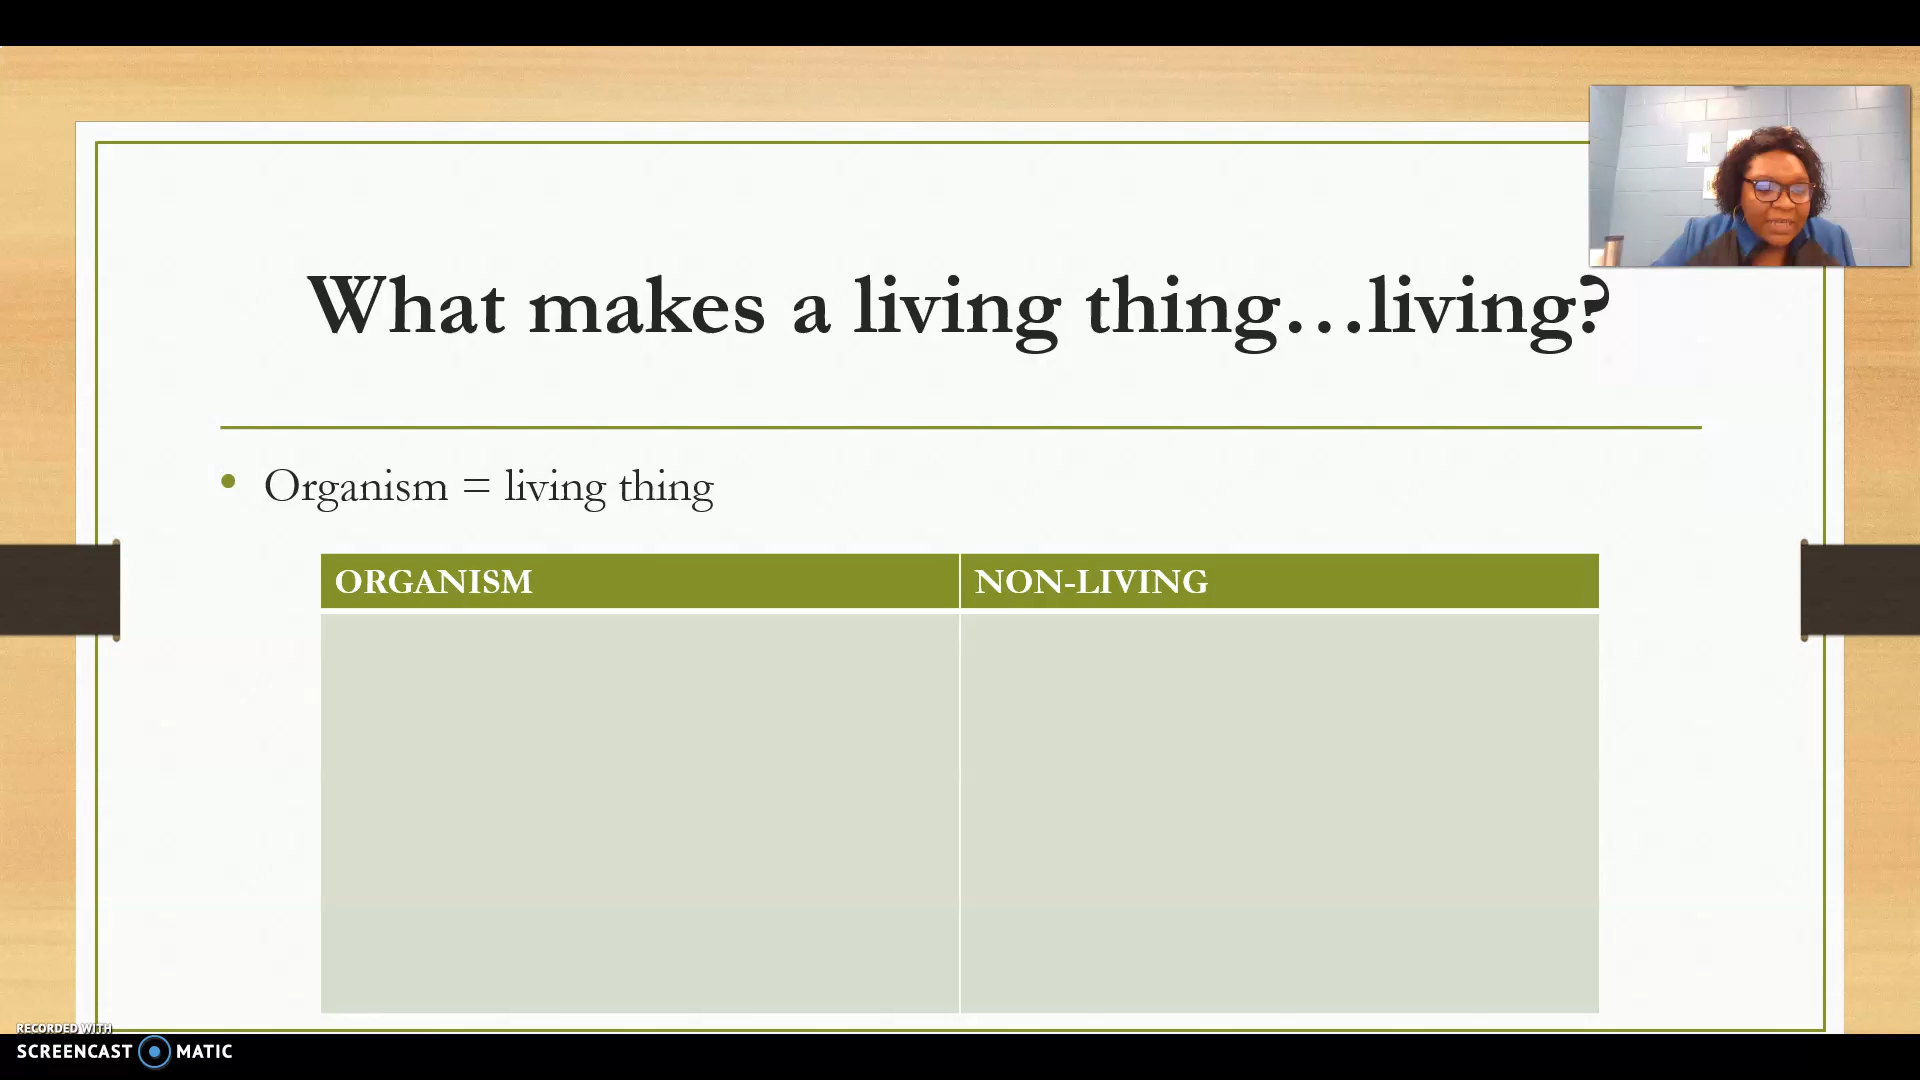 What makes a living thing…living?
• Organism = living thing
ORGANISM
NON-LIVING
RECORDED WITH
SCREENCAST MATIC